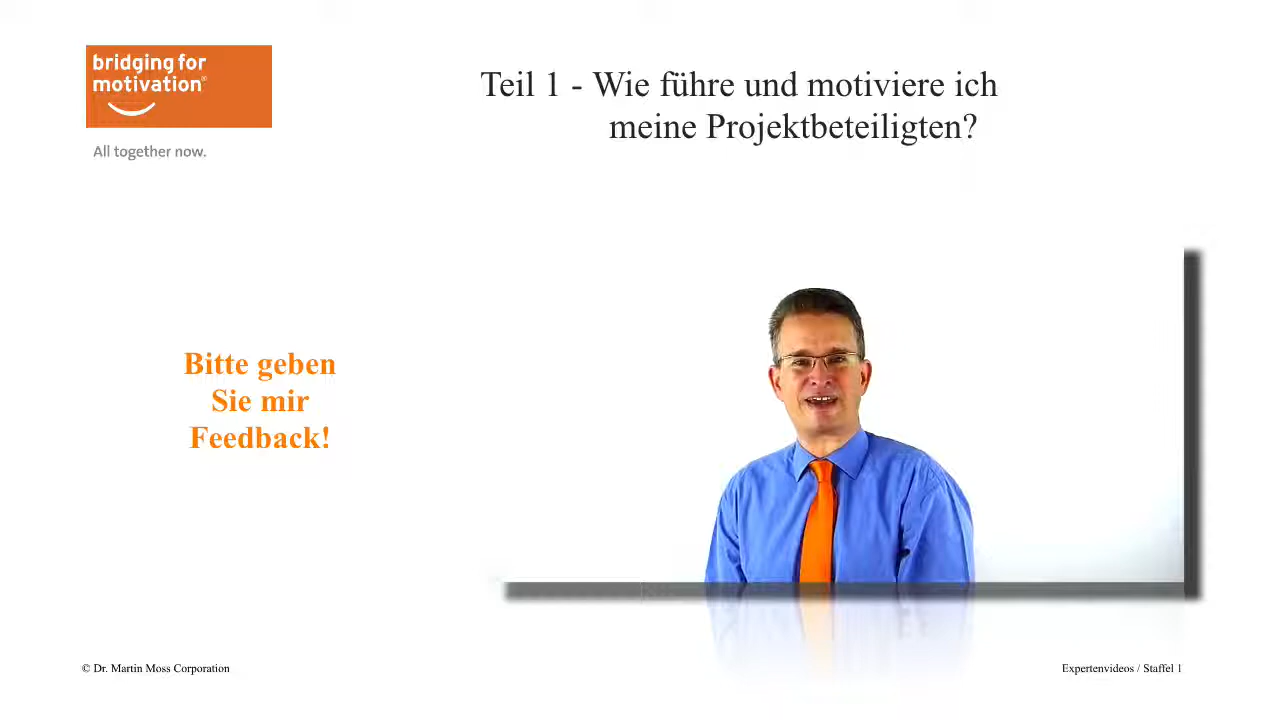 bridging for
motivation®
All together now.
Teil 1 - Wie führe und motiviere ich
meine Projektbeteiligten?
Bitte geben
Sie mir
Feedback!
© Dr. Martin Moss Corporation
Expertenvideos / Staffel 1